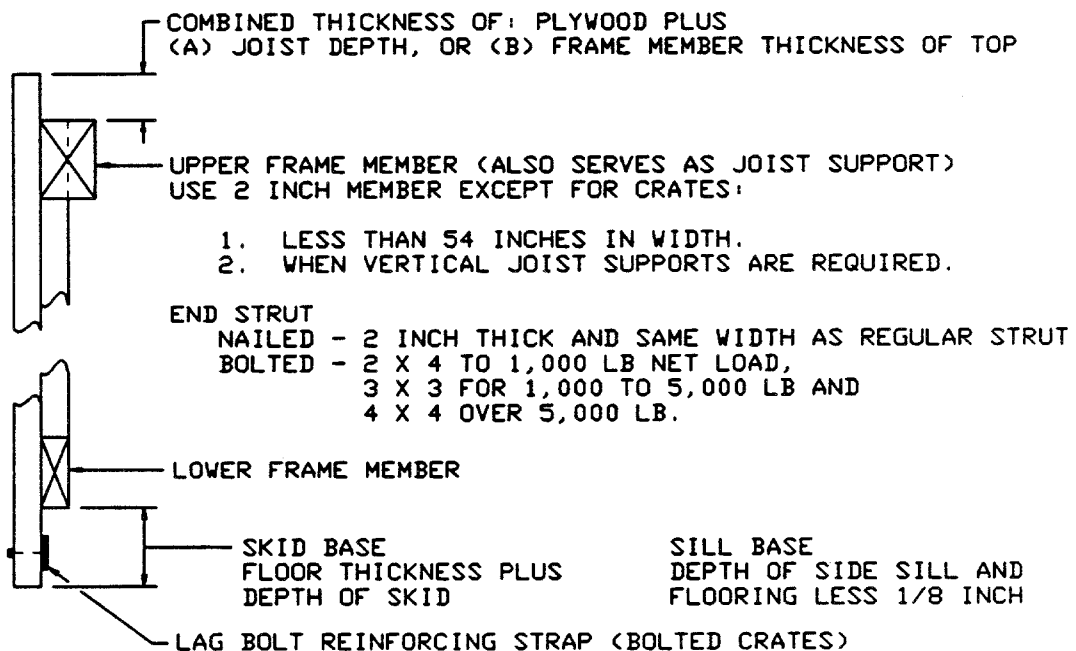 COMBINED THICKNESS OF: PLYWOOD PLUS
(A) JOIST DEPTH, OR (B) FRAME MEMBER THICKNESS OF TOP
UPPER FRAME MEMBER (ALSO SERVES AS JOIST SUPPORT)
USE 2 INCH MEMBER EXCEPT FOR CRATES:
1. LESS THAN 54 INCHES IN WIDTH.
2. WHEN VERTICAL JOIST SUPPORTS ARE REQUIRED.
END STRUT
NAILED - 2 INCH THICK AND SAME WIDTH AS REGULAR STRUT
BOLTED - 2 X 4 TO 1,000 LB NET LOAD,
3 X 3 FOR 1,000 TO 5,000 LB AND
4 X 4 OVER 5,000 LB.
LOWER FRAME MEMBER
SKID BASE
FLOOR THICKNESS PLUS
DEPTH OF SKID
SILL BASE
DEPTH OF SIDE SILL AND
FLOORING LESS 1/8 INCH
LAG BOLT REINFORCING STRAP (BOLTED CRATES)